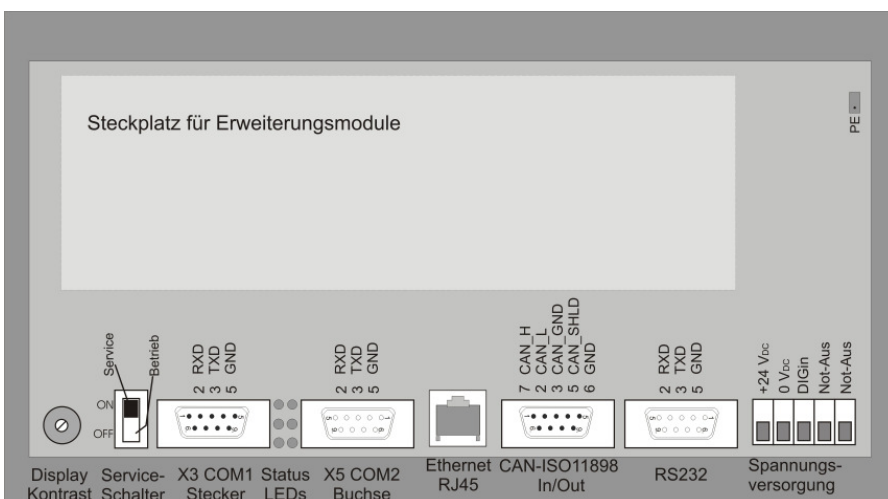 Steckplatz für Erweiterungsmodule
PE
Service
Betrieb
ON
OFF
2 RXD
3 TXD
5 GND
2 RXD
3 TXD
5 GND
7 CAN_H
2 CAN_L
3 CAN_GND
5 CAN_SHLD
6 GND
2 RXD
3 TXD
5 GND
+24 VDC
0 VDC
DIGin
Not-Aus
Not-Aus
Display
Kontrast
Service-
Schalter
X3 COM1
Stecker
Status
LEDs
X5 COM2
Buchse
Ethernet
RJ45
CAN-ISO11898
In/Out
RS232
Spannungs-
versorgung